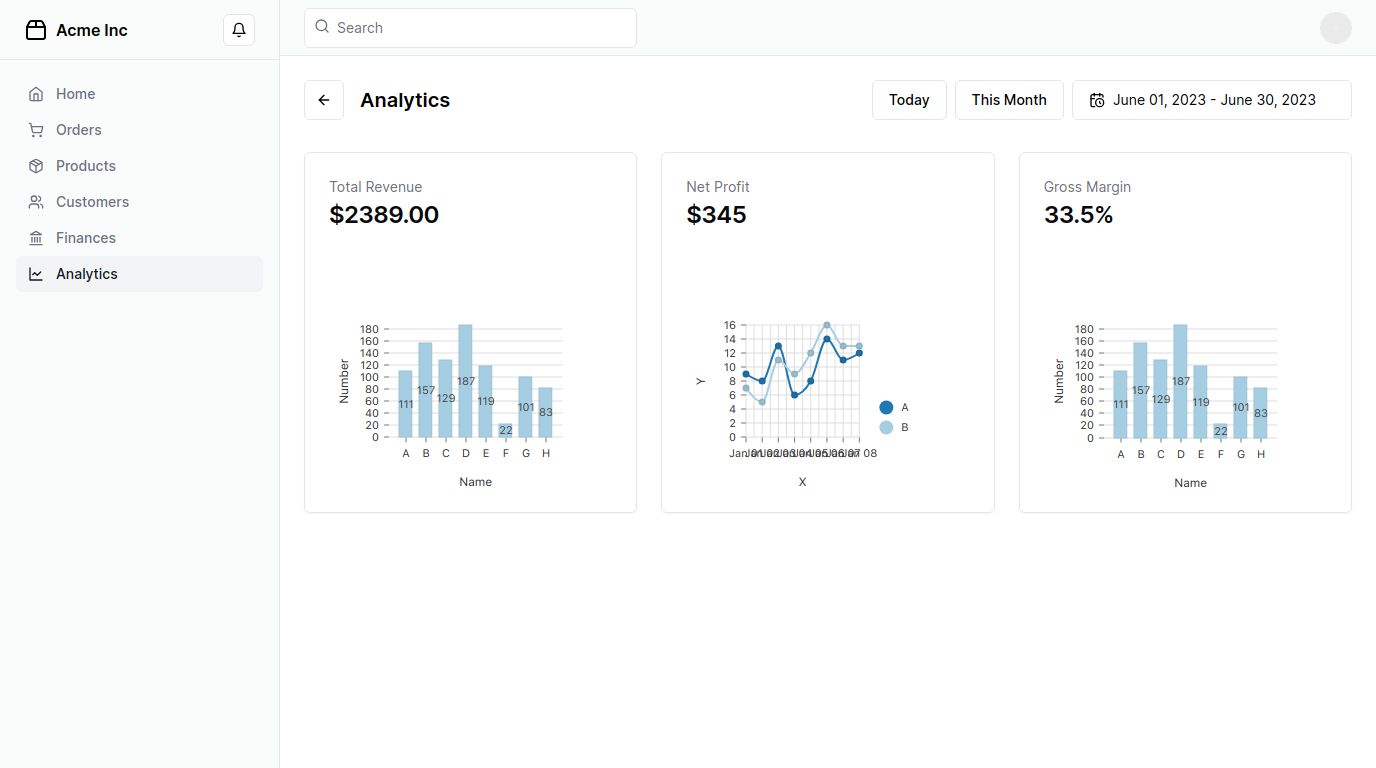 Acme Inc
Search
Home
Orders
Products
Customers
Finances
Analytics
Analytics
Today
This Month
June 01, 2023 - June 30, 2023
Total Revenue
$2389.00
180
160
140
120
100
80
60
40
20
0
Number
111
157
129
187
119
22
101
83
A B C D E F G H
Name
Net Profit
$345
16
14
12
10
8
6
4
2
0
Y
A
B
Jan 01
X
Gross Margin
33.5%
180
160
140
120
100
80
60
40
20
0
Number
111
157
129
187
119
22
101
83
A B C D E F G H
Name